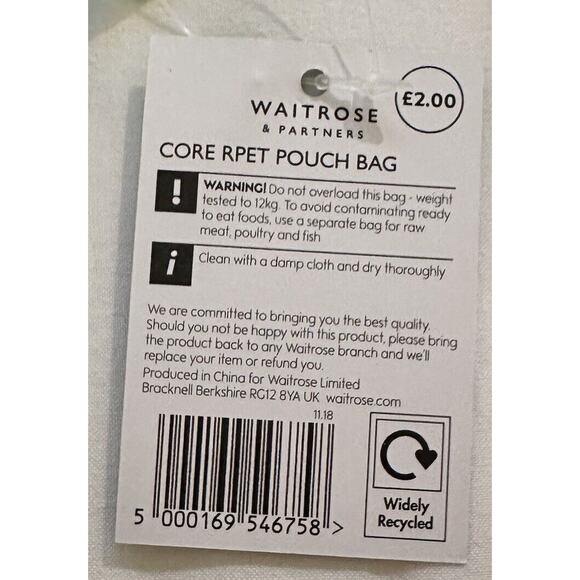 £2.00
WAITROSE
& PARTNERS
CORE RPET POUCH BAG
! WARNING! Do not overload this bag - weight
tested to 12kg. To avoid contaminating ready
to eat foods, use a separate bag for raw
meat, poultry and fish
i Clean with a damp cloth and dry thoroughly
We are committed to bringing you the best quality.
Should you not be happy with this product, please bring
the product back to any Waitrose branch and we'll
replace your item or refund you.
Produced in China for Waitrose Limited
Bracknell Berkshire RG12 8YA UK waitrose.com
11.18
5 000169 546758 >
Widely
Recycled